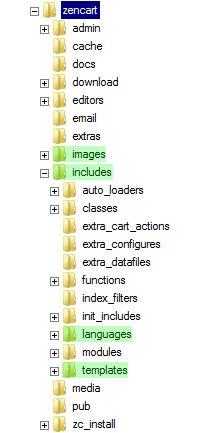 zencart
admin
cache
docs
download
editors
email
extras
images
includes
auto_loaders
classes
extra_cart_actions
extra_configures
extra_datafiles
functions
index_filters
init_includes
languages
modules
templates
media
pub
zc_install